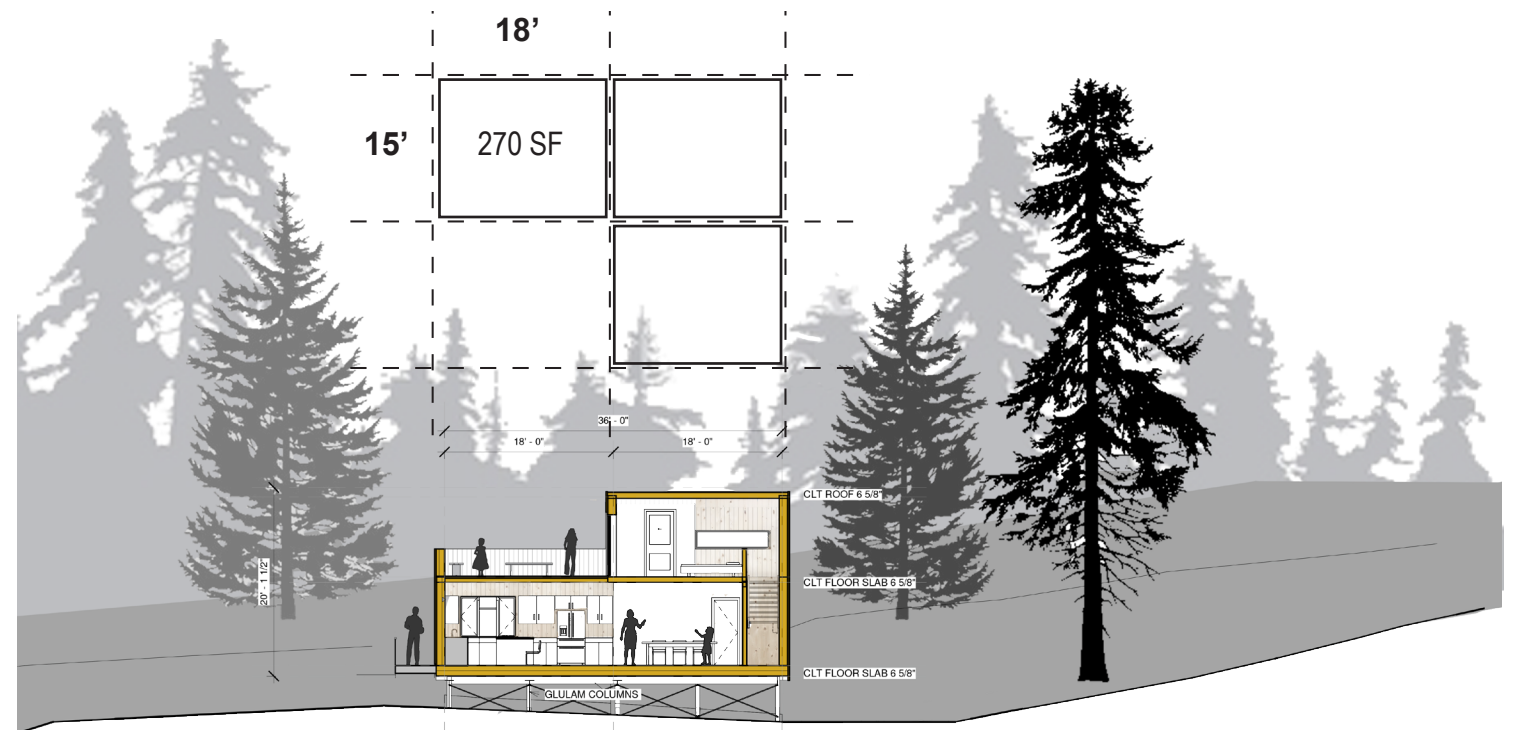 18’
15’
270 SF
36' - 0"
18' - 0"
18' - 0"
CLT ROOF 6 5/8"
20' - 1 1/2"
CLT FLOOR SLAB 6 5/8"
CLT FLOOR SLAB 6 5/8"
GLULAM COLUMNS